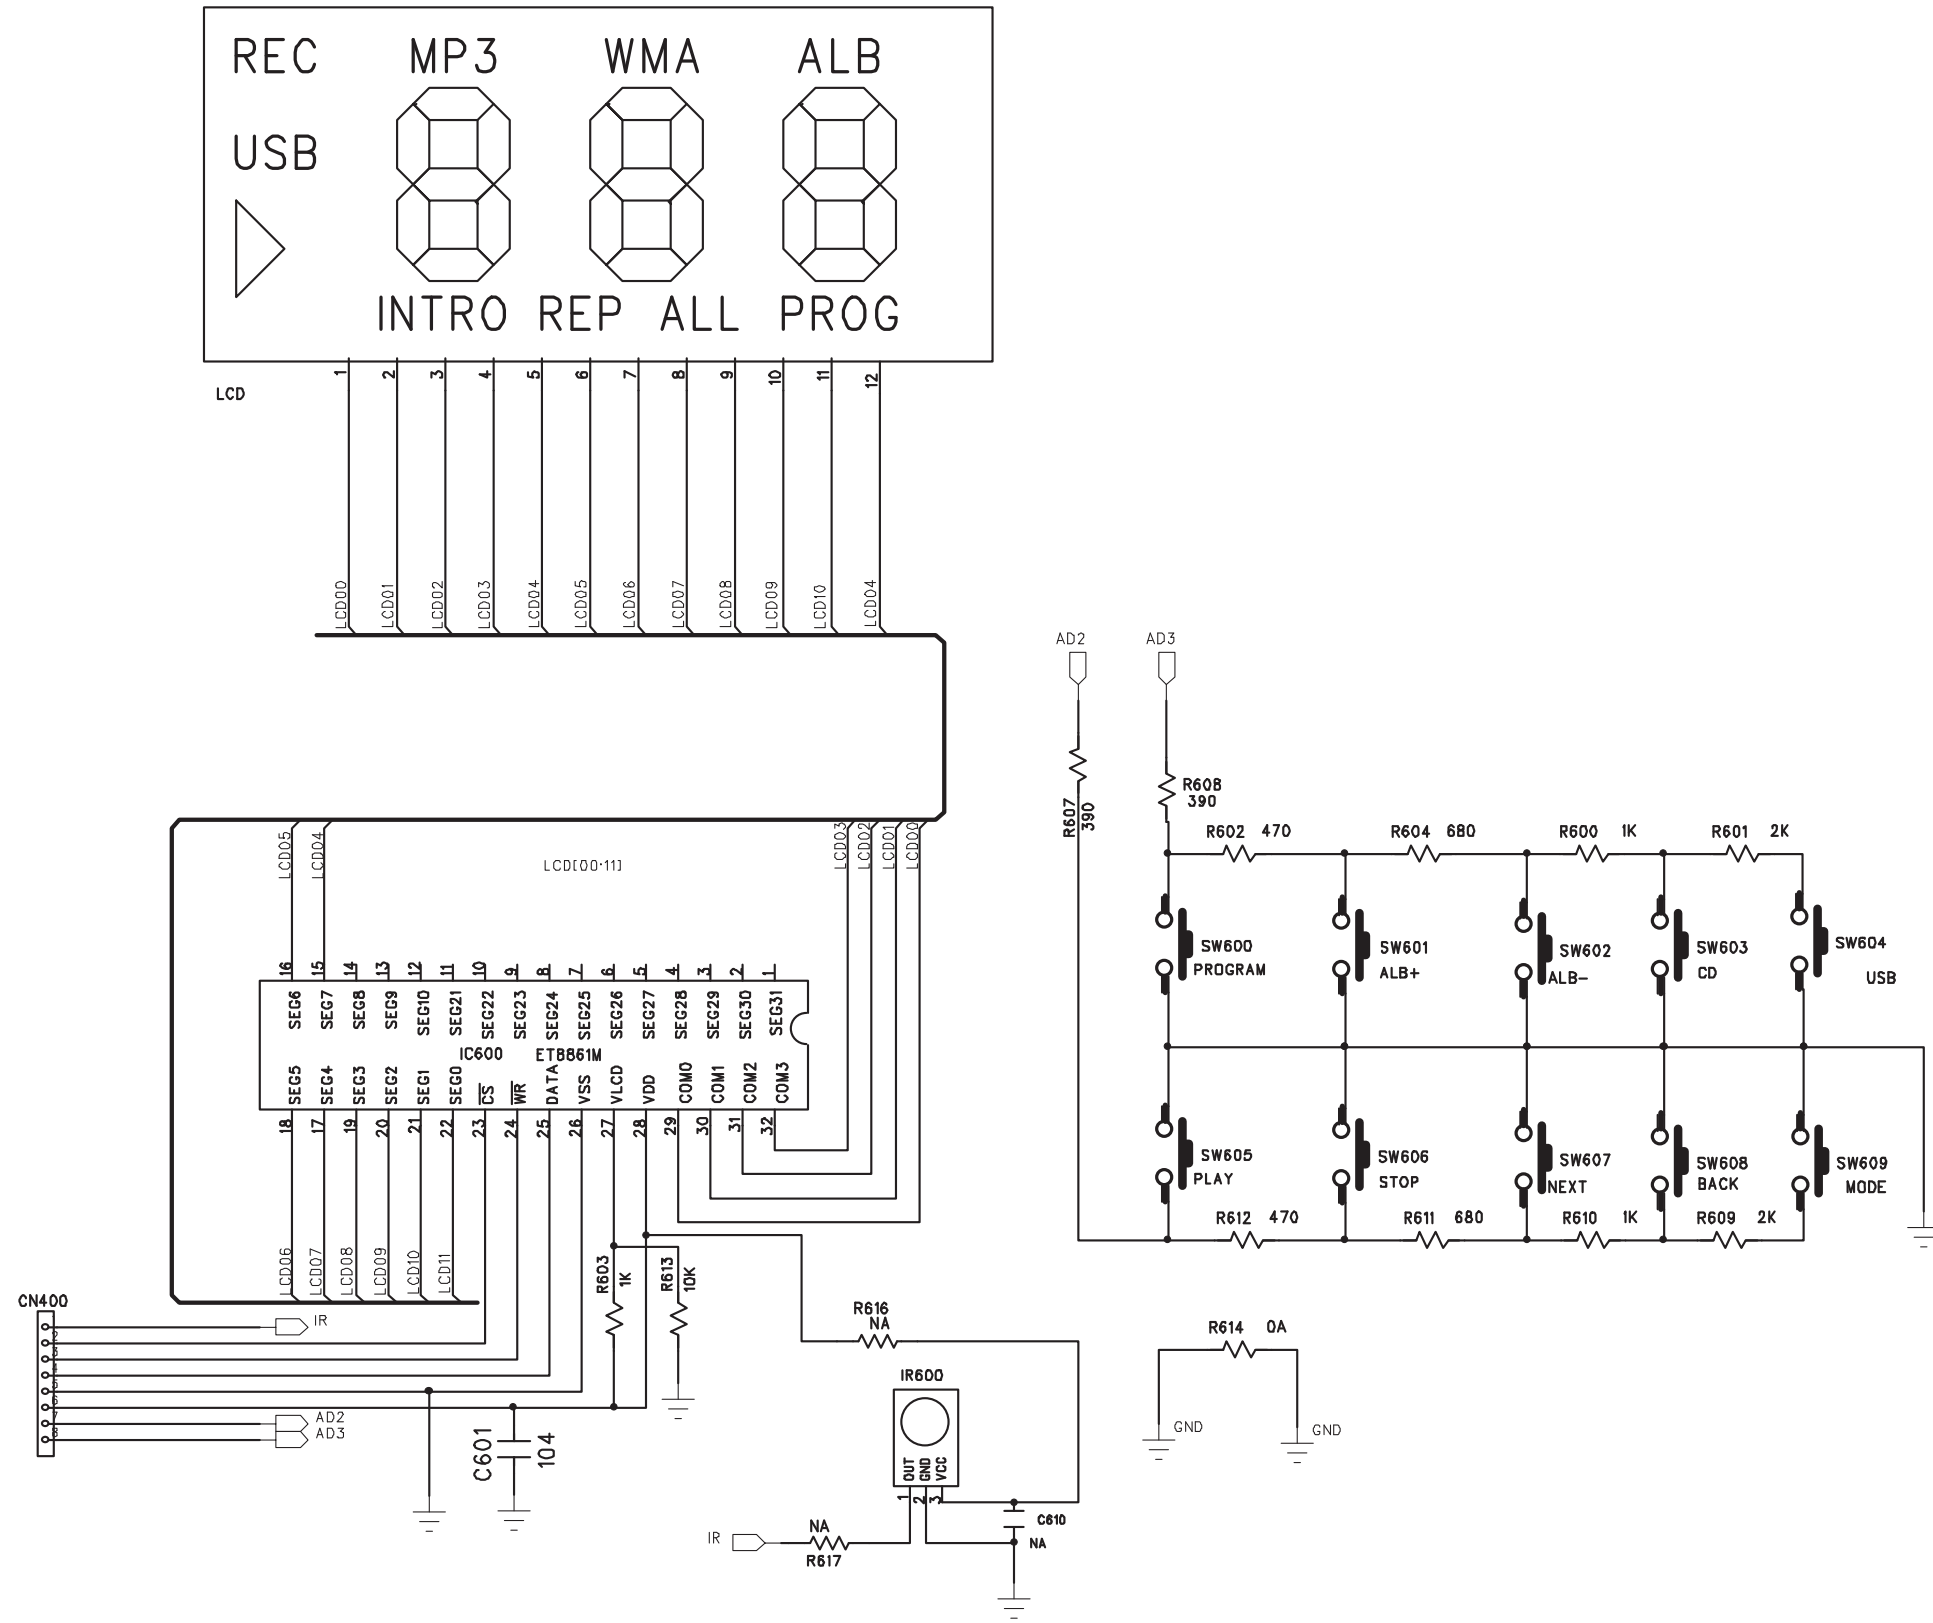 REC MP3 WMA ALB
USB
INTRO REP ALL PROG
1 2 3 4 5 6 7 8 9 10 11 12
LCD
LCD00 LCD01 LCD02 LCD03 LCD04 LCD05 LCD06 LCD07 LCD08 LCD09 LCD10 LCD04
AD2 AD3
R607 390
R608
390
R602 470 R604 680 R600 1K R601 2K
LCD05 LCD04 LCD03 LCD02 LCD01 LCD00
LCD[00·11]
SW600
PROGRAM
SW601
ALB+
SW602
ALB-
SW603
CD
SW604
USB
16 15 14 13 12 11 10 9 8 7 6 5 4 3 2 1
SEG6 SEG7 SEG8 SEG9 SEG10 SEG21 SEG22 SEG23 SEG24 SEG25 SEG26 SEG27 SEG28 SEG29 SEG30 SEG31
IC600 ET8861M
SEG5 SEG4 SEG3 SEG2 SEG1 SEG0 CS WR DATA VSS VLCD VDD COM0 COM1 COM2 COM3
18 17 19 20 21 22 23 24 25 26 27 28 29 30 31 32
SW605
PLAY
SW606
STOP
SW607
NEXT
SW608
BACK
SW609
MODE
R612 470 R611 680 R610 1K R609 2K
LCD06 LCD07 LCD08 LCD09 LCD10 LCD11
R603 1K
R613 10K
CN400
IR
2
3
4
5
6
7
8
AD2
AD3
C601 104
R616
NA
IR600
OUT GND VCC
1 2 3
C610
NA
IR
NA
R617
R614 0A
GND GND